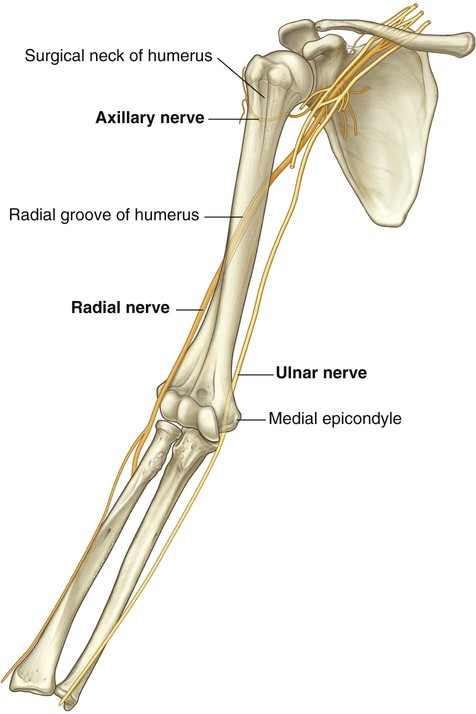 Surgical neck of humerus
Axillary nerve
Radial groove of humerus
Radial nerve
Ulnar nerve
Medial epicondyle